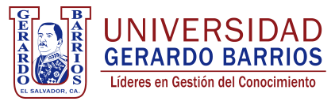 GERARDO
BARRIOS
EL SALVADOR, CA.
UNIVERSIDAD
GERARDO BARRIOS
Líderes en Gestión del Conocimiento